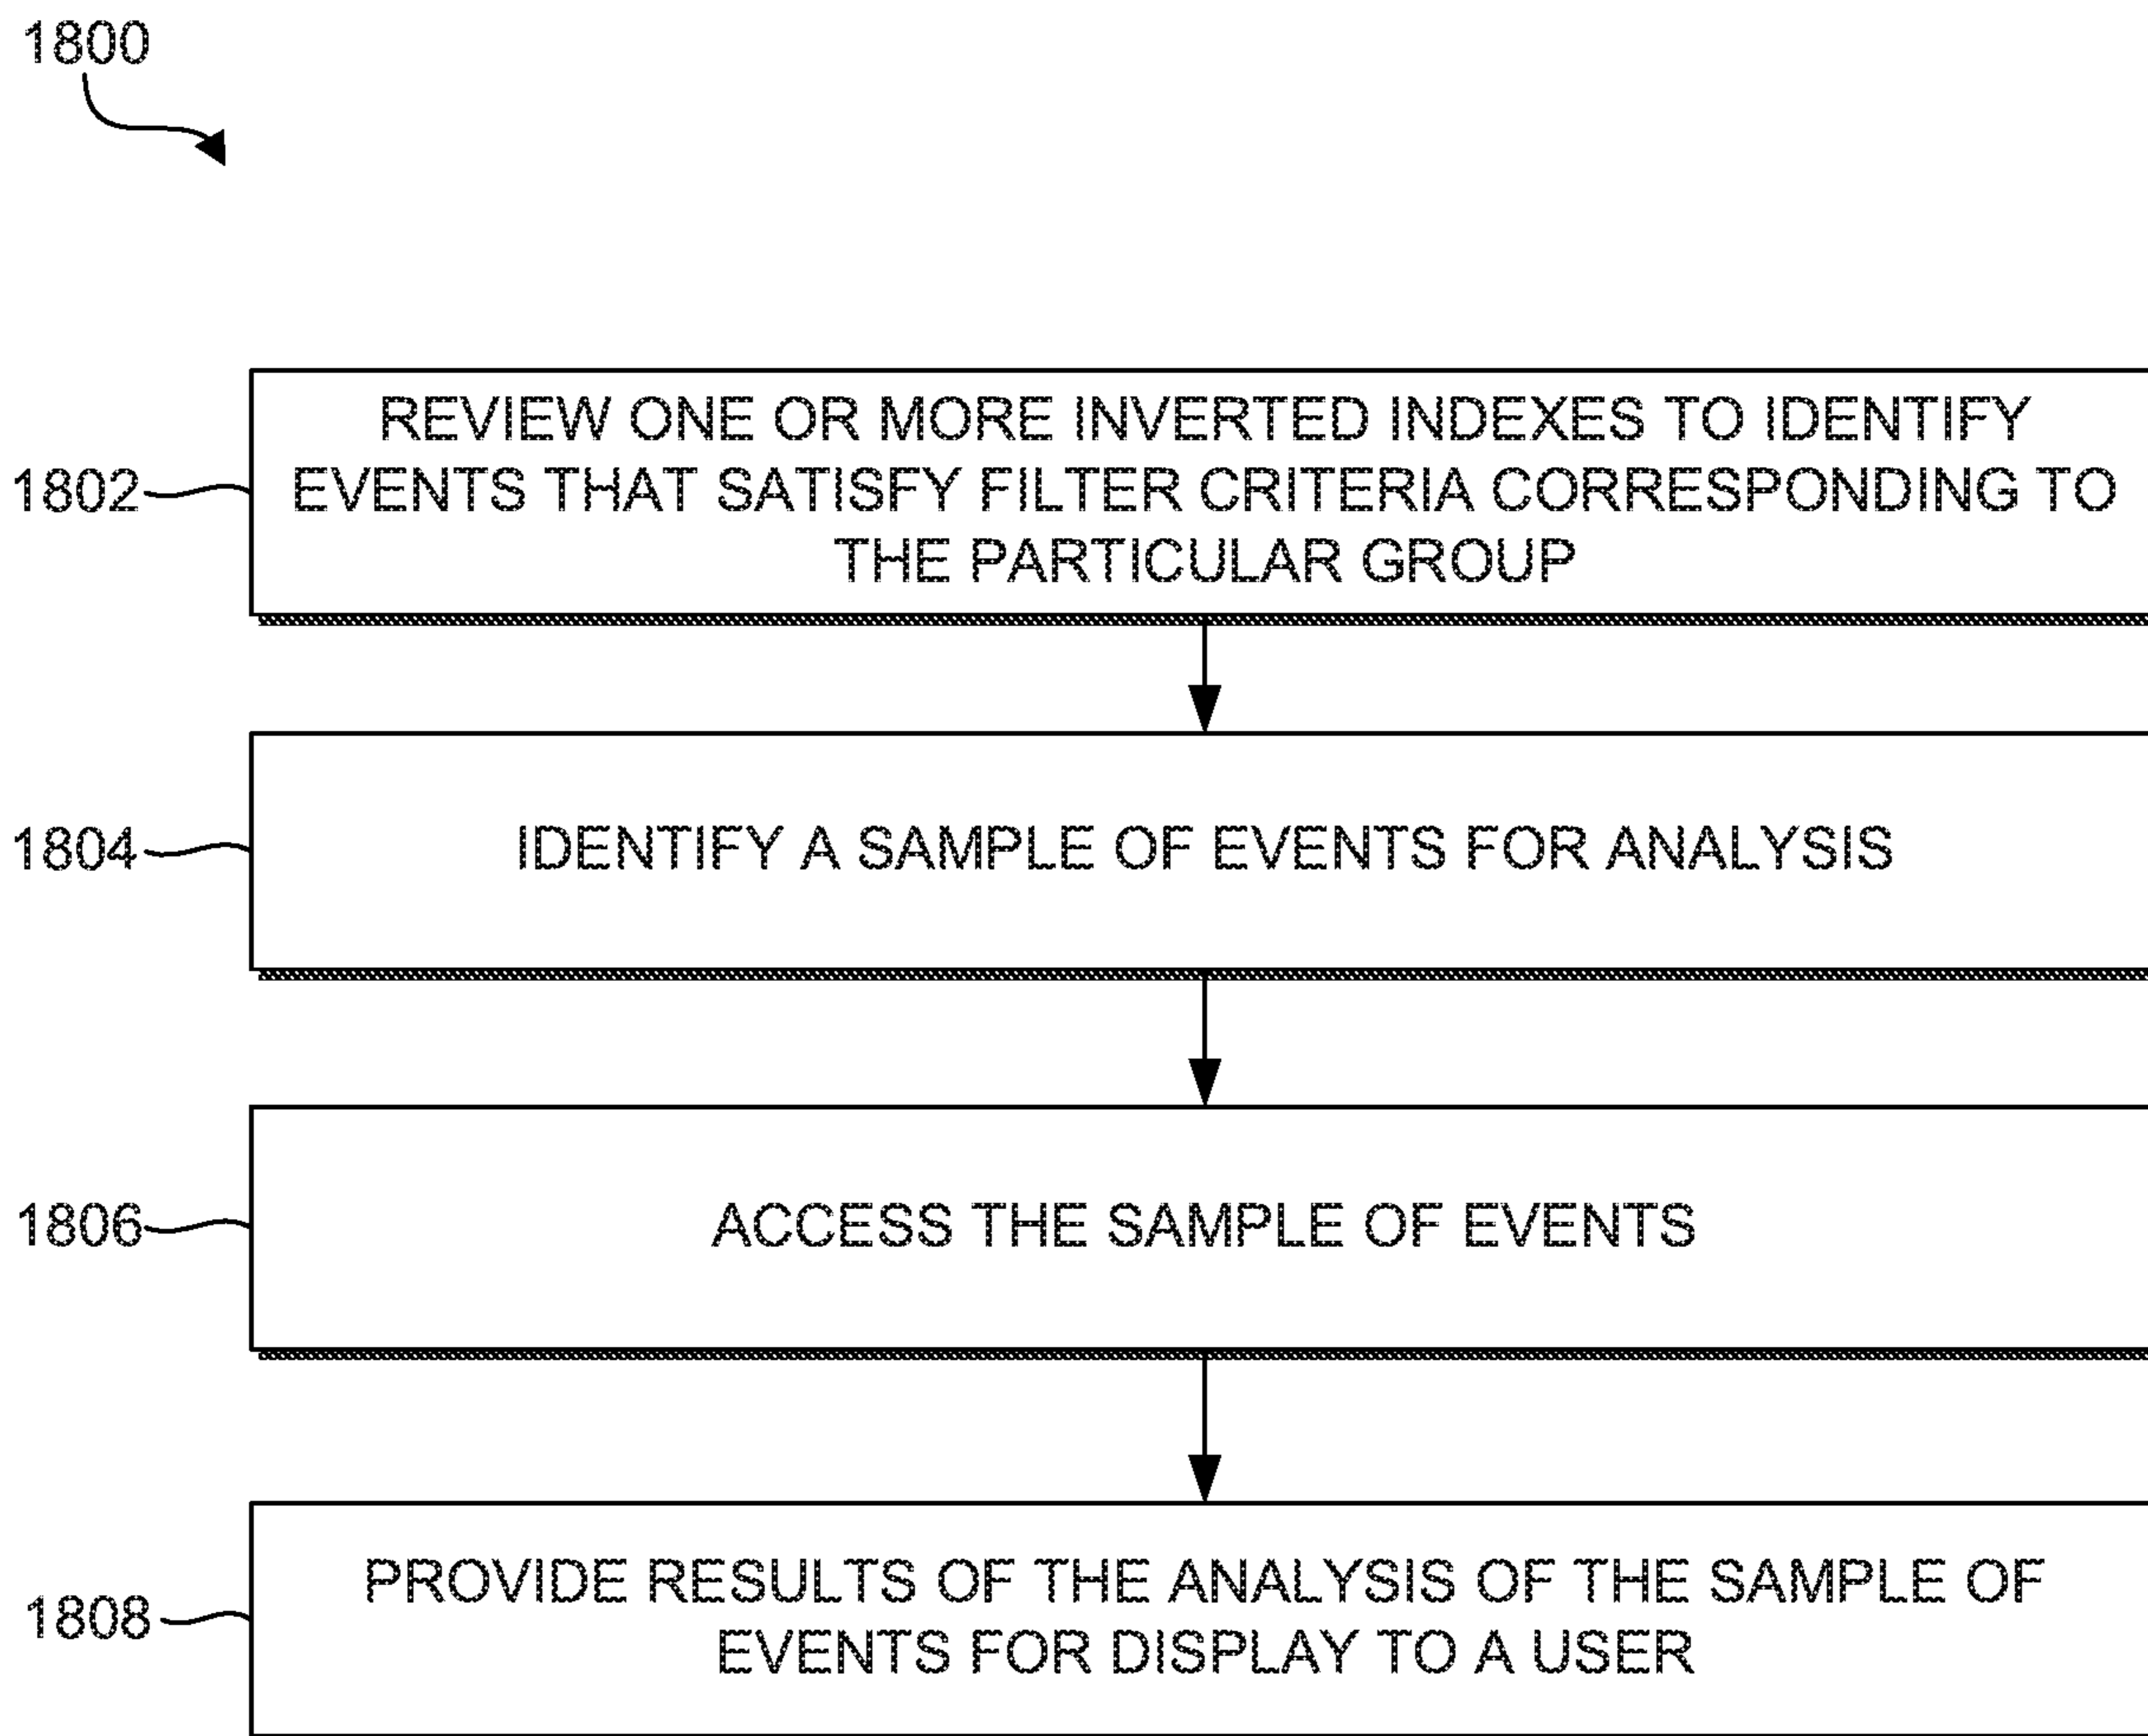 1800
1802
REVIEW ONE OR MORE INVERTED INDEXES TO IDENTIFY
EVENTS THAT SATISFY FILTER CRITERIA CORRESPONDING TO
THE PARTICULAR GROUP
1804
IDENTIFY A SAMPLE OF EVENTS FOR ANALYSIS
1806
ACCESS THE SAMPLE OF EVENTS
1808
PROVIDE RESULTS OF THE ANALYSIS OF THE SAMPLE OF
EVENTS FOR DISPLAY TO A USER